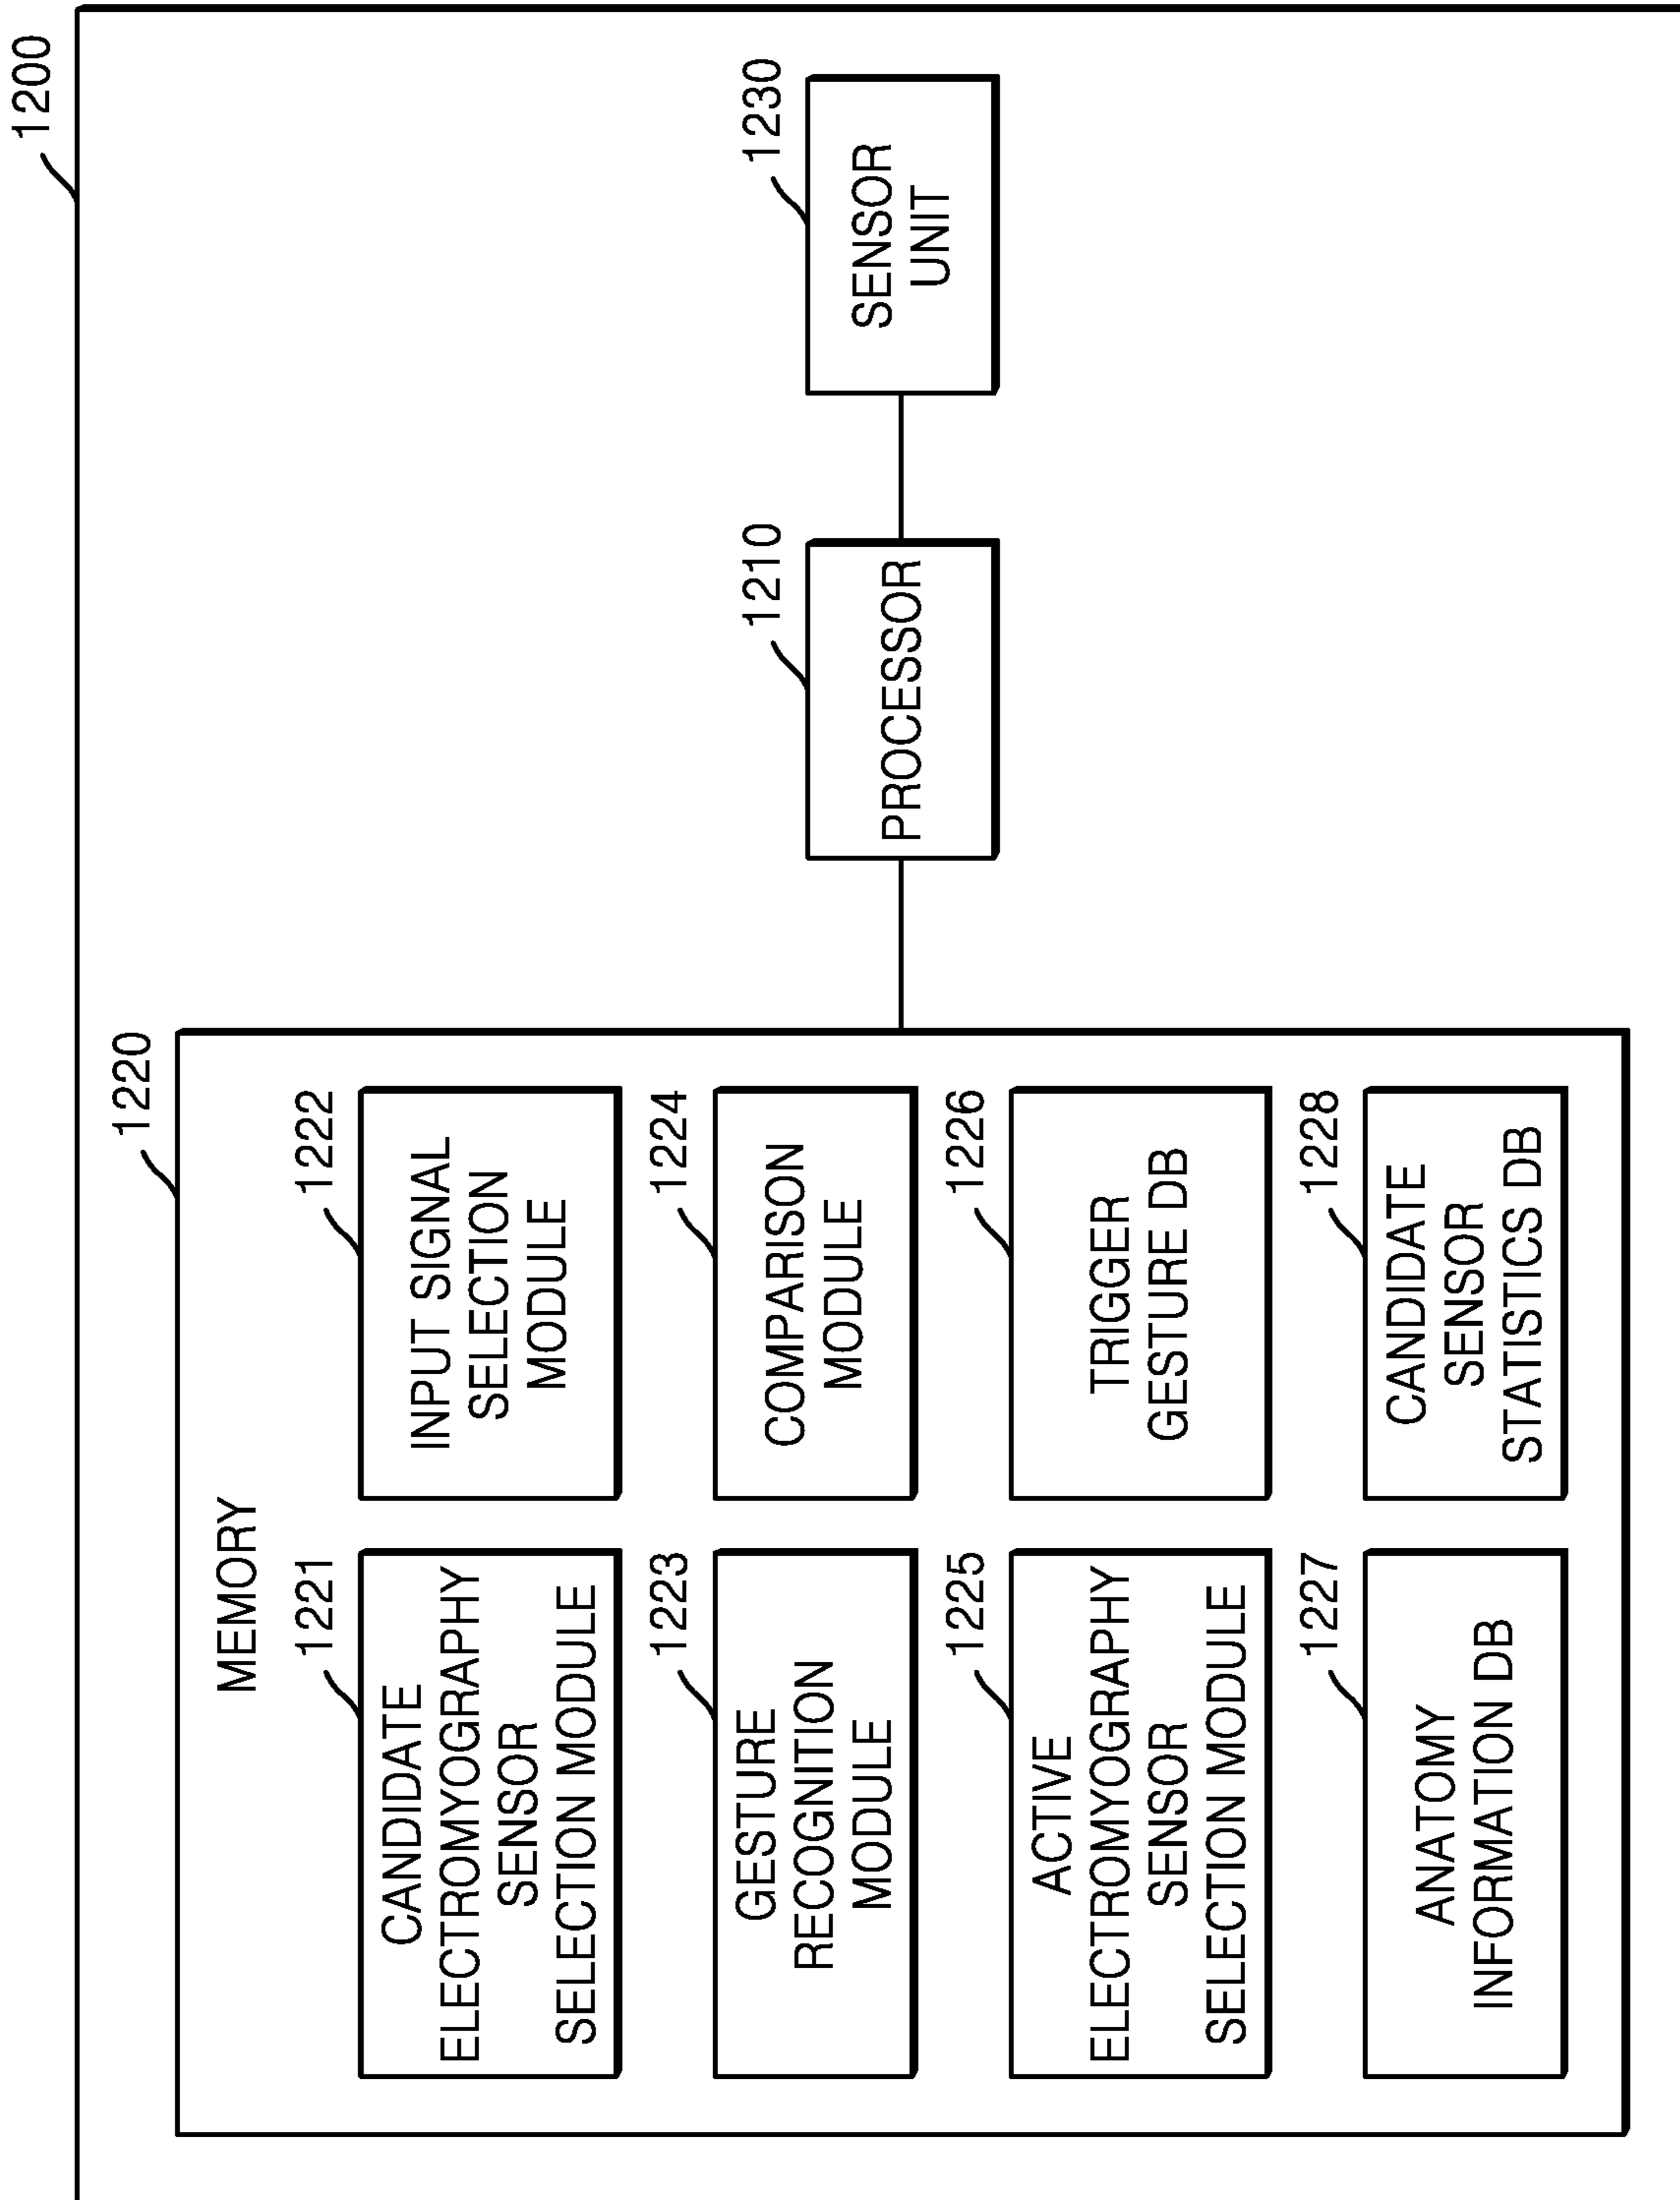 1200
1220
MEMORY
1221
CANDIDATE
ELECTROMYOGRAPHY
SENSOR
SELECTION MODULE
1222
INPUT SIGNAL
SELECTION
MODULE
1223
GESTURE
RECOGNITION
MODULE
1224
COMPARISON
MODULE
1225
ACTIVE
ELECTROMYOGRAPHY
SENSOR
SELECTION MODULE
1226
TRIGGER
GESTURE DB
1227
ANATOMY
INFORMATION DB
1228
CANDIDATE
SENSOR
STATISTICS DB
1210
PROCESSOR
1230
SENSOR
UNIT